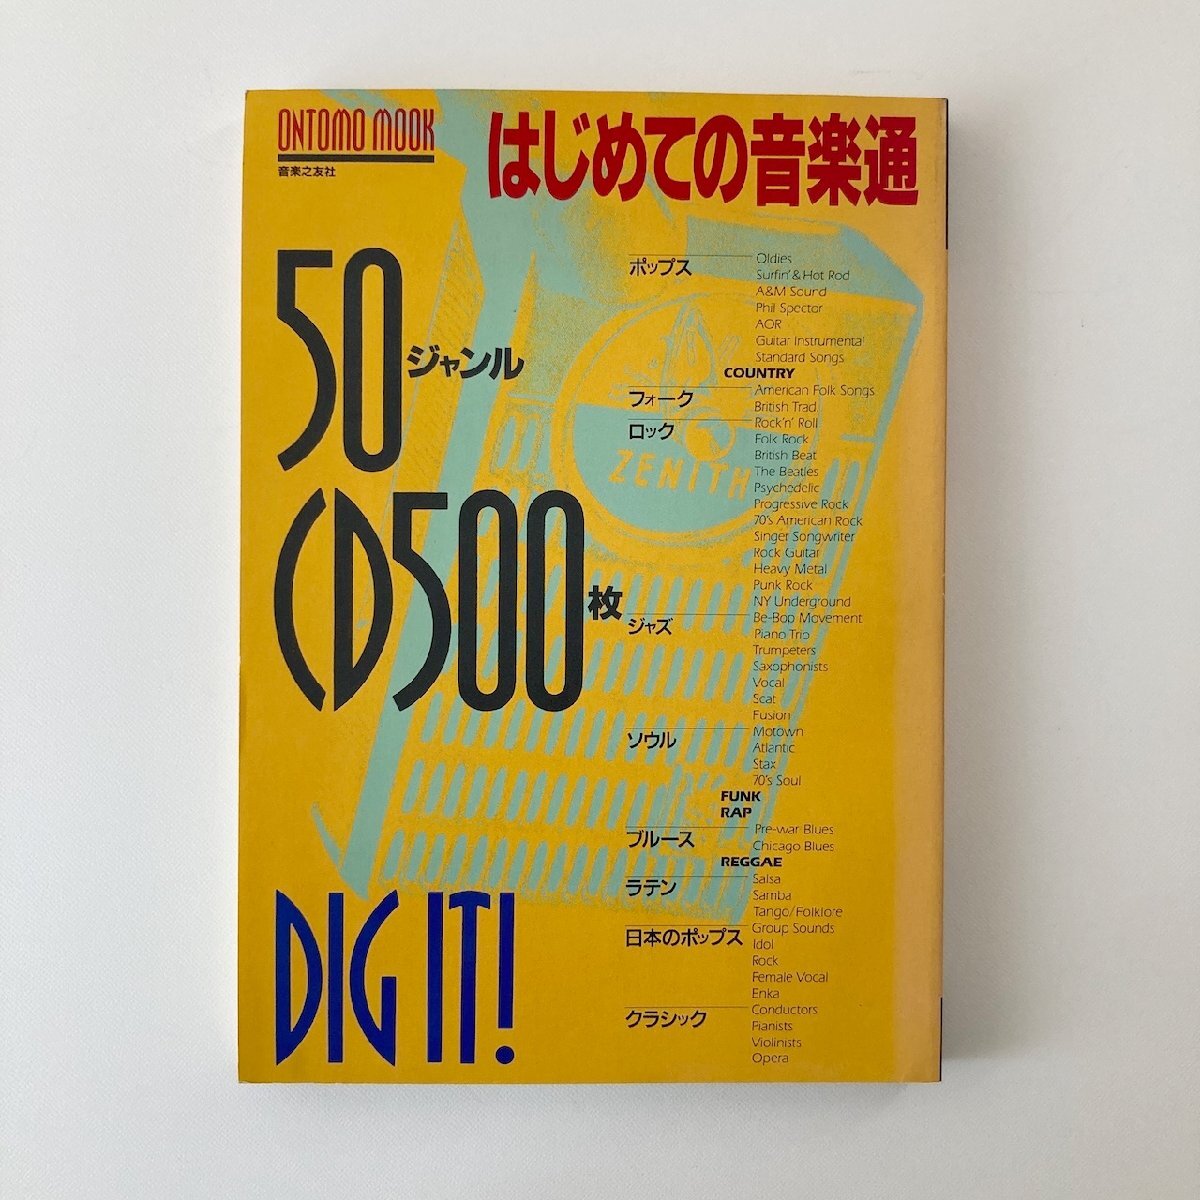 ONTOMO MOOK
音楽之友社
はじめての音楽通
50ジャンル
CD500枚
DIG IT!
ポップス
Oldies
Surfin' & Hot Rod
A&M Sound
Phil Spector
AOR
Guitar Instrumental
Standard Songs
COUNTRY
フォーク
American Folk Songs
British Trad.
ロック
Rock'n' Roll
Folk Rock
British Beat
The Beatles
Psychedelic
Progressive Rock
70's American Rock
Singer Songwriter
Rock Guitar
Heavy Metal
Punk Rock
NY Underground
ジャズ
Be-Bop Movement
Piano Trio
Trumpeters
Saxophonists
Vocal
Scat
Fusion
ソウル
Motown
Atlantic
Stax
70's Soul
FUNK
RAP
ブルース
Pre-war Blues
Chicago Blues
REGGAE
ラテン
Salsa
Samba
Tango/Folklore
日本のポップス
Group Sounds
Idol
Rock
Female Vocal
Enka
クラシック
Conductors
Pianists
Violinists
Opera
ZENITH